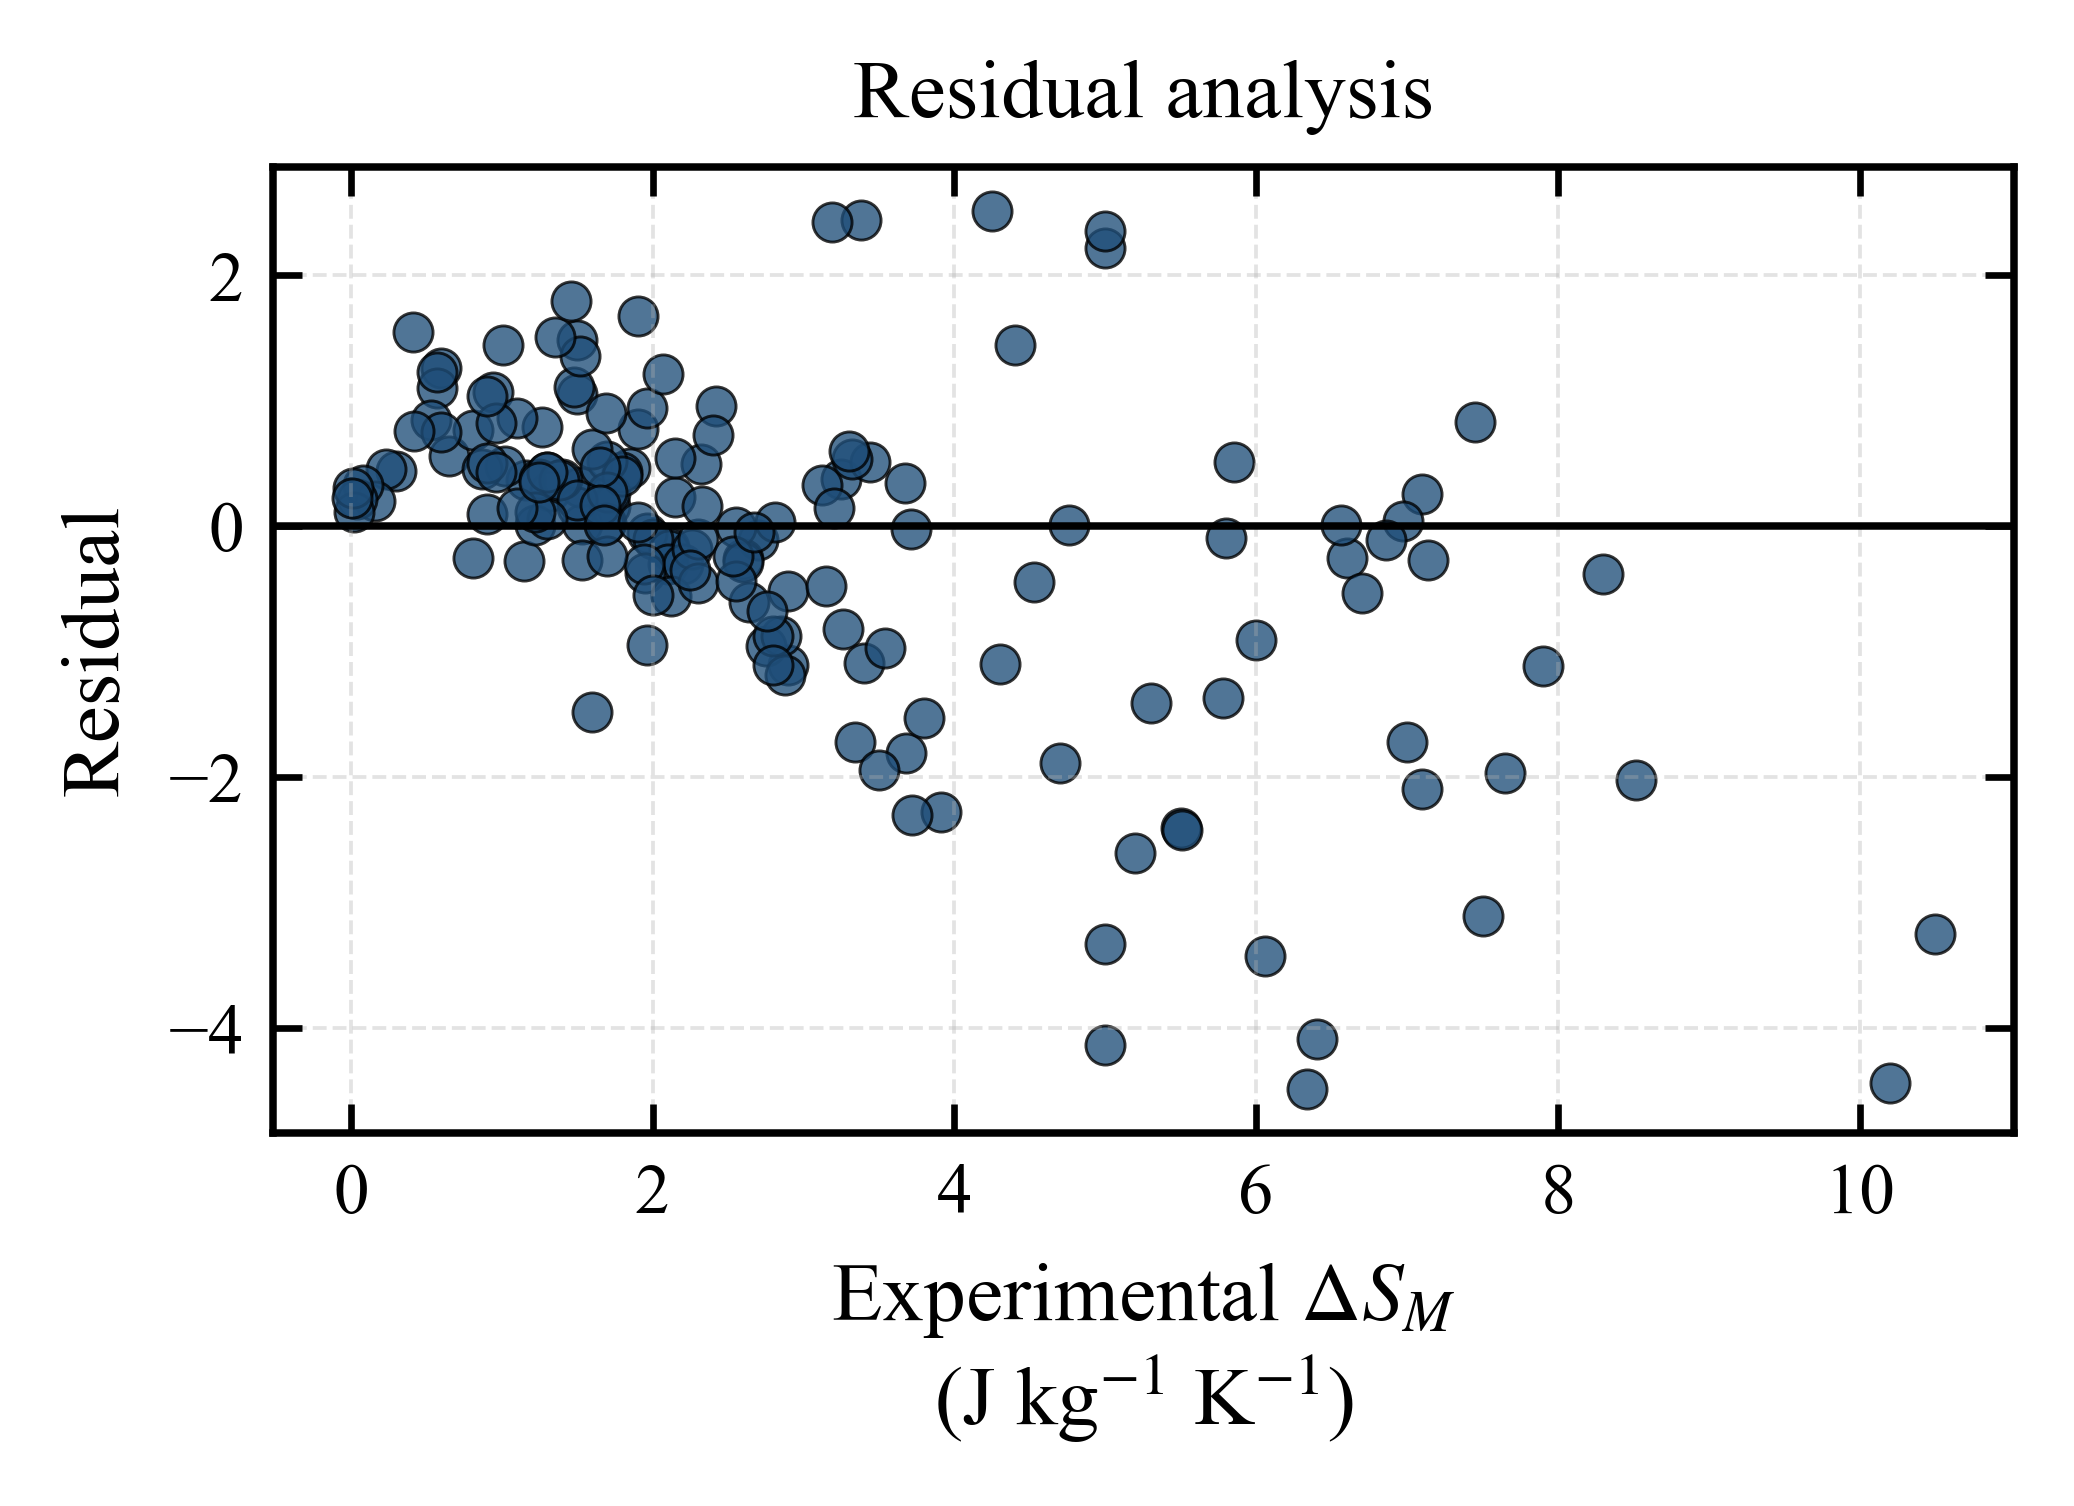 Residual analysis
Residual
2
0
−2
−4
0 2 4 6 8 10
Experimental ΔS_M
(J kg⁻¹ K⁻¹)